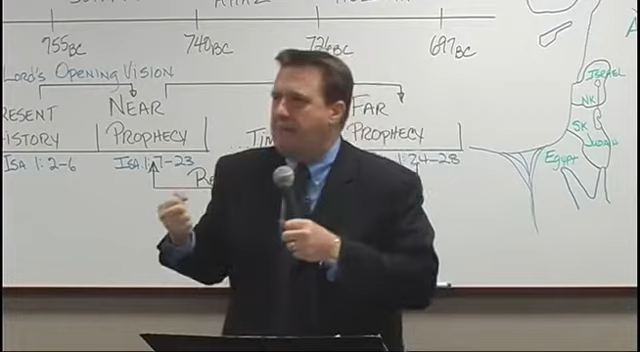 755BC
740BC
726BC
697BC
Lord's Opening Vision
ISRAEL
NK
SK
Judah
Egypt
Near
Prophecy
Far
Prophecy
ISA 1:2-6
ISA 1:7-23
1:24-28